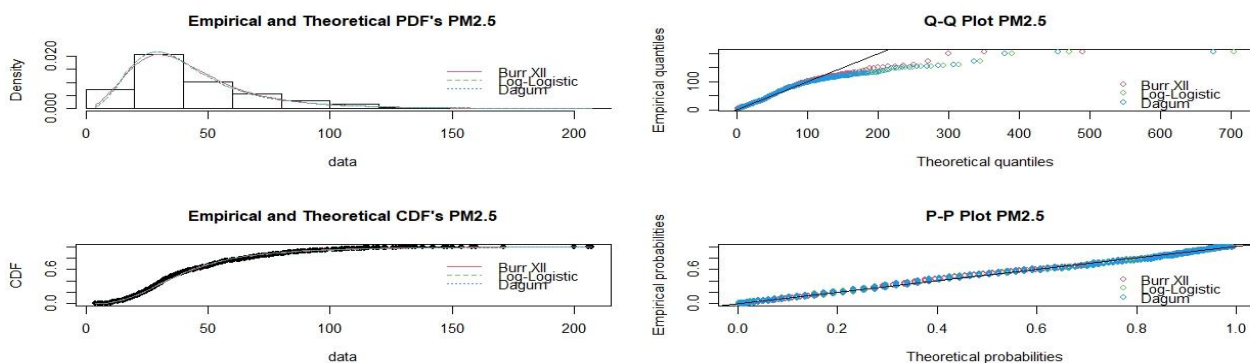 Empirical and Theoretical PDF's PM2.5
Density
0.000
0.020
Burr XII
Log-Logistic
Dagum
0 50 100 150 200
data
Q-Q Plot PM2.5
Empirical quantiles
0
100
Burr XII
Log-Logistic
Dagum
0 100 200 300 400 500 600 700
Theoretical quantiles
Empirical and Theoretical CDF's PM2.5
CDF
0.0
0.6
Burr XII
Log-Logistic
Dagum
0 50 100 150 200
data
P-P Plot PM2.5
Empirical probabilities
0.0
0.6
Burr XII
Log-Logistic
Dagum
0.0 0.2 0.4 0.6 0.8 1.0
Theoretical probabilities